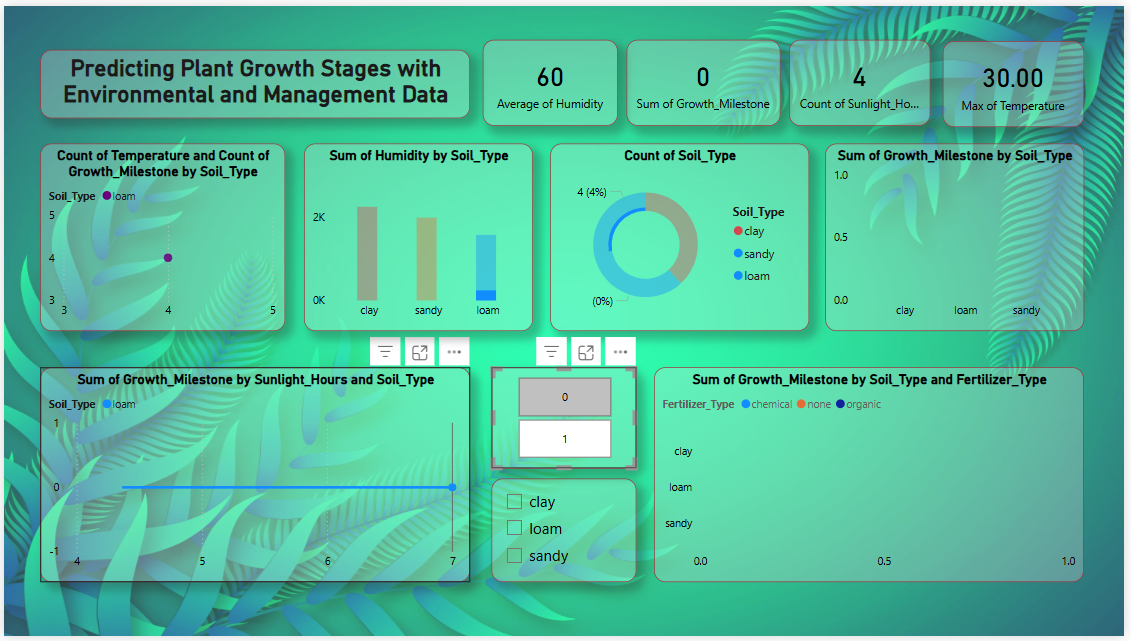 Predicting Plant Growth Stages with
Environmental and Management Data
60
Average of Humidity
0
Sum of Growth_Milestone
4
Count of Sunlight_Ho...
30.00
Max of Temperature
Count of Temperature and Count of
Growth_Milestone by Soil_Type
Soil_Type loam
5
4
3
3 4 5
Sum of Humidity by Soil_Type
2K
0K
clay sandy loam
Count of Soil_Type
4 (4%)
(0%)
Soil_Type
clay
sandy
loam
Sum of Growth_Milestone by Soil_Type
1.0
0.5
0.0
clay loam sandy
Sum of Growth_Milestone by Sunlight_Hours and Soil_Type
Soil_Type loam
1
0
-1
4 5 6 7
0
1
clay
loam
sandy
Sum of Growth_Milestone by Soil_Type and Fertilizer_Type
Fertilizer_Type chemical none organic
clay
loam
sandy
0.0 0.5 1.0